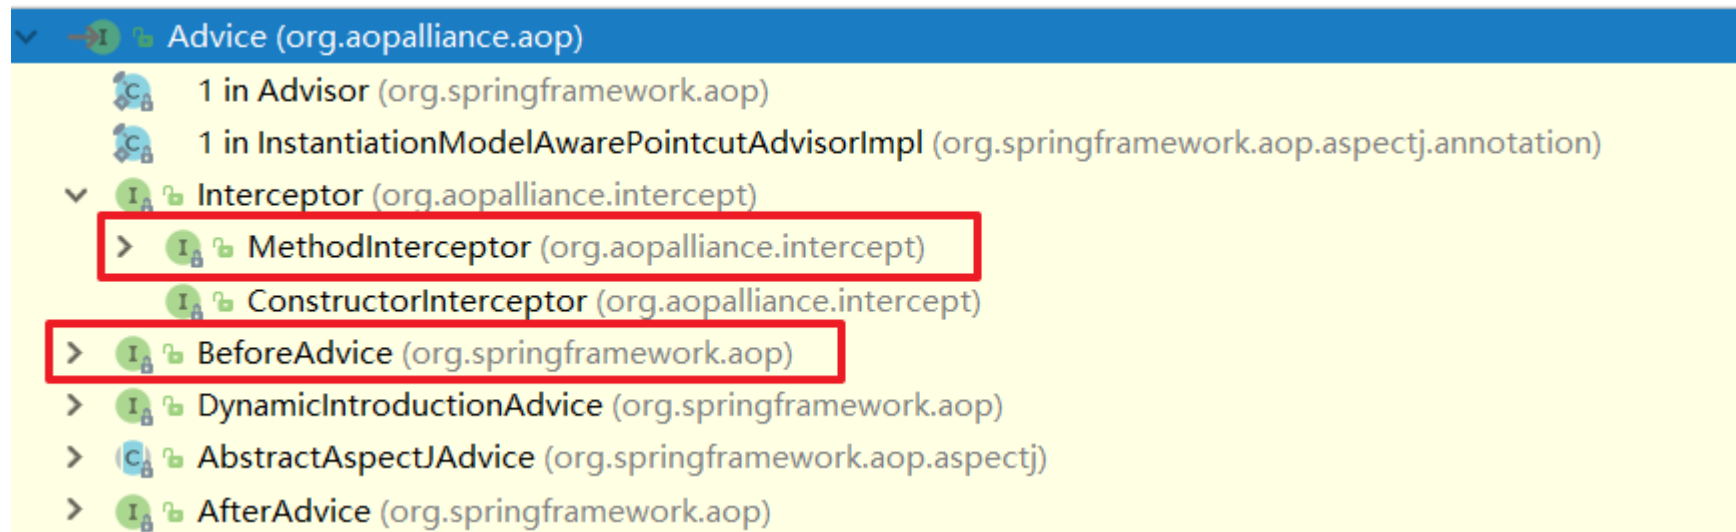 Advice (org.aopalliance.aop)
1 in Advisor (org.springframework.aop)
1 in InstantiationModelAwarePointcutAdvisorImpl (org.springframework.aop.aspectj.annotation)
Interceptor (org.aopalliance.intercept)
MethodInterceptor (org.aopalliance.intercept)
ConstructorInterceptor (org.aopalliance.intercept)
BeforeAdvice (org.springframework.aop)
DynamicIntroductionAdvice (org.springframework.aop)
AbstractAspectJAdvice (org.springframework.aop.aspectj)
AfterAdvice (org.springframework.aop)